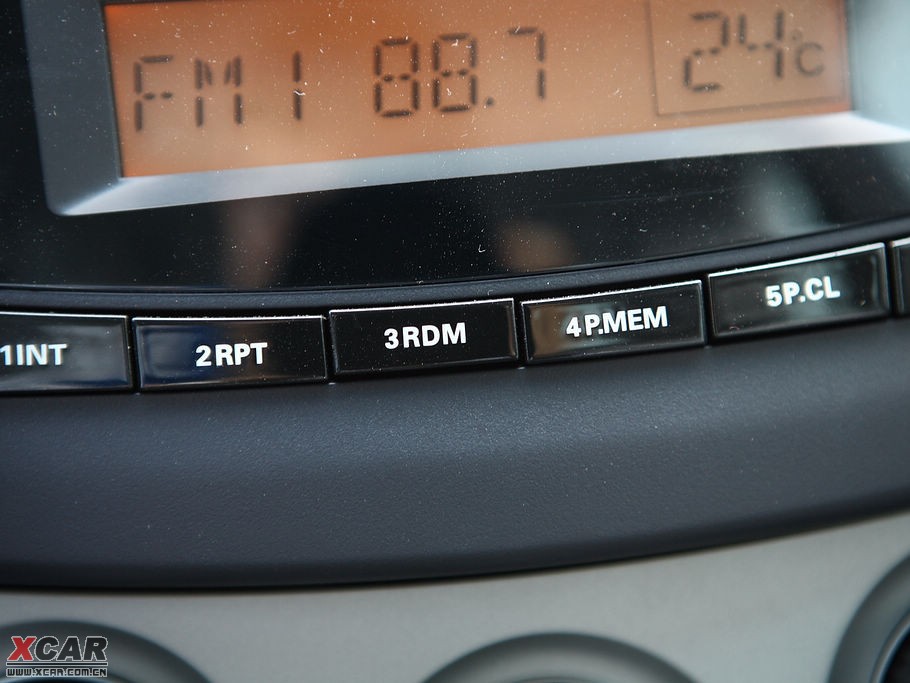 FM1 88.7 24°C
1INT 2RPT 3RDM 4P.MEM 5P.CL
XCAR
WWW.XCAR.COM.CN